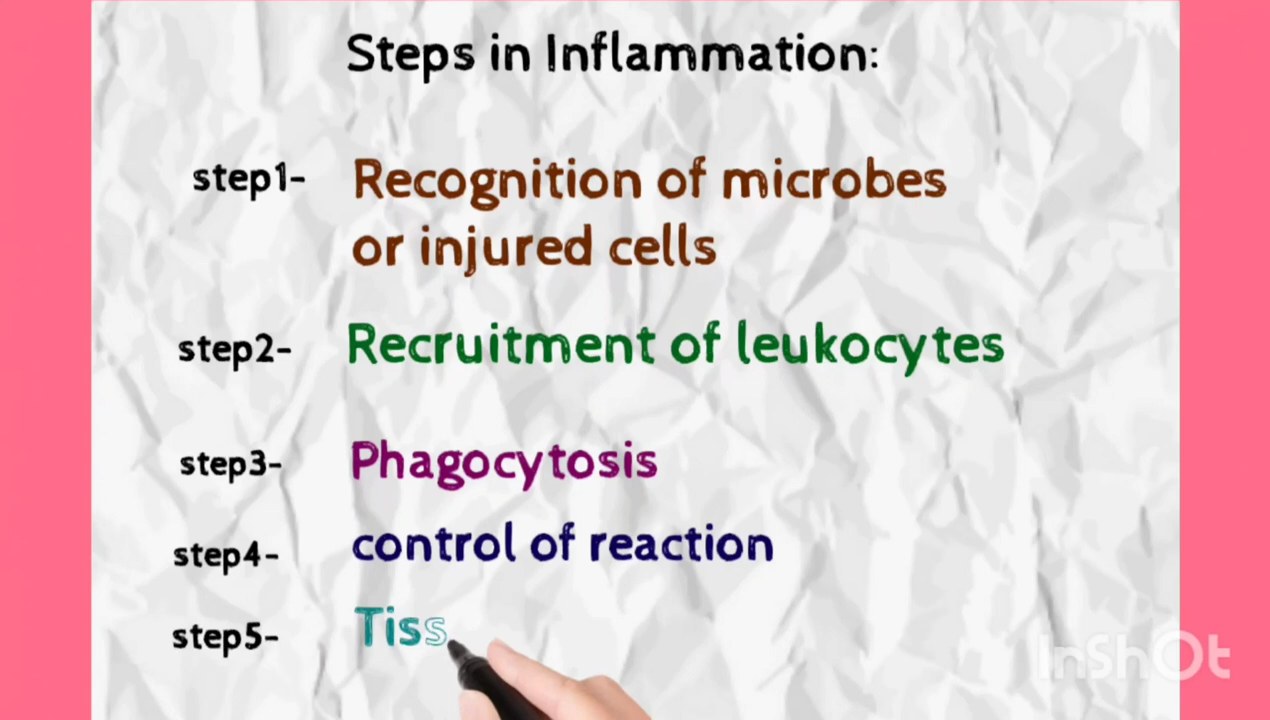 Steps in Inflammation:
step1- Recognition of microbes
or injured cells
step2- Recruitment of leukocytes
step3- Phagocytosis
step4- control of reaction
step5- Tiss
InShOt